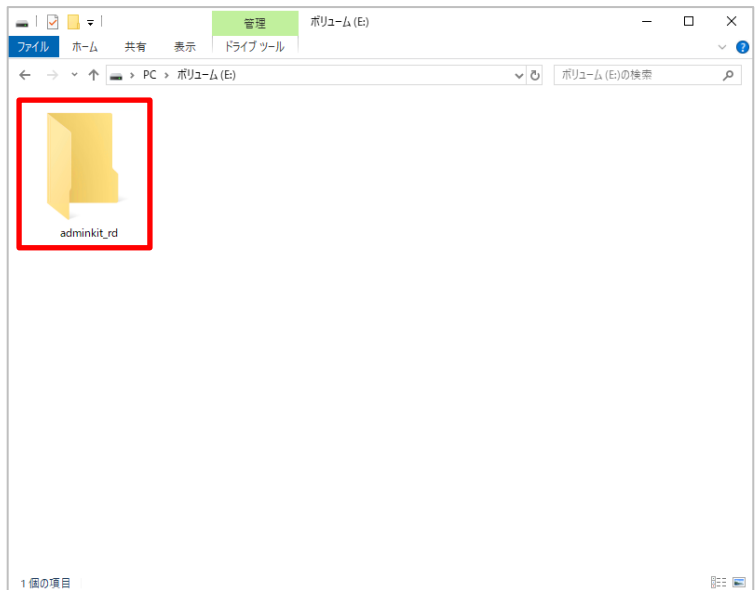 管理 ボリューム (E:)
ファイル ホーム 共有 表示 ドライブ ツール
PC › ボリューム (E:) ボリューム (E:)の検索
adminkit_rd
1 個の項目